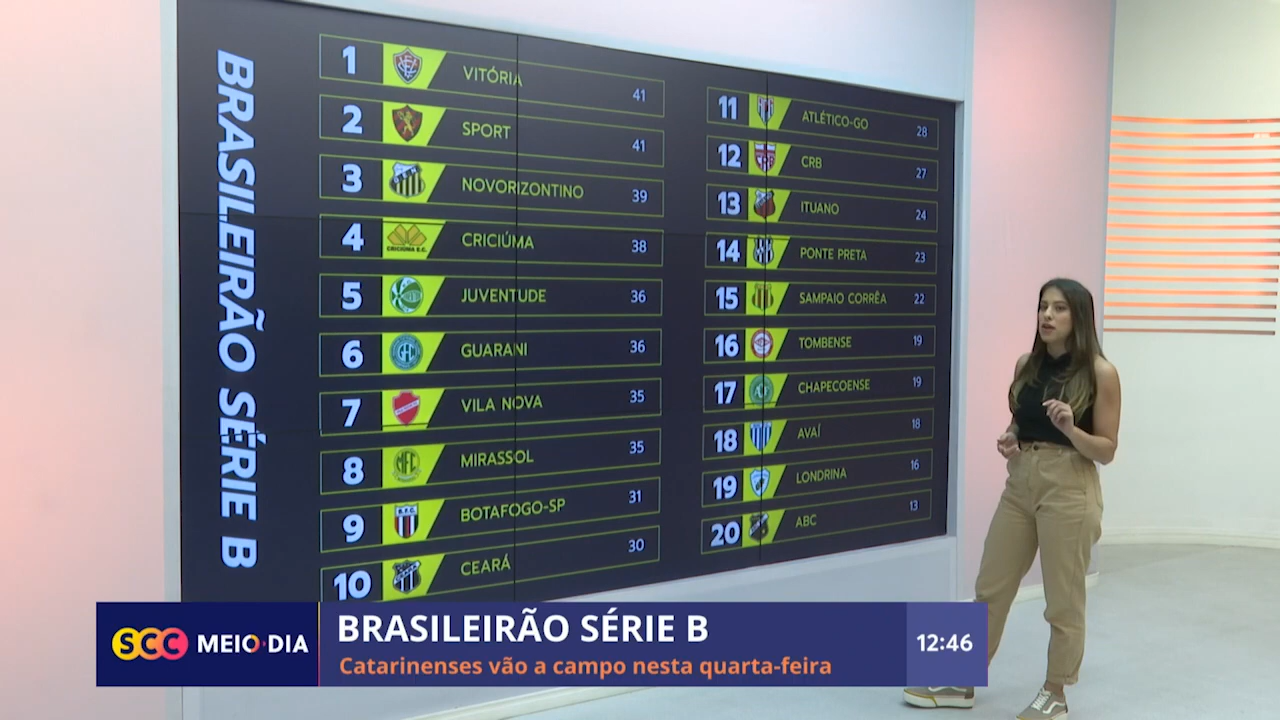 BRASILEIRÃO SÉRIE B
1 VITÓRIA 41
2 SPORT 41
3 NOVORIZONTINO 39
4 CRICIÚMA 38
5 JUVENTUDE 36
6 GUARANI 36
7 VILA NOVA 35
8 MIRASSOL 35
9 BOTAFOGO-SP 31
10 CEARÁ 30
11 ATLÉTICO-GO 28
12 CRB 27
13 ITUANO 24
14 PONTE PRETA 23
15 SAMPAIO CORRÊA 22
16 TOMBENSE 19
17 CHAPECOENSE 19
18 AVAÍ 18
19 LONDRINA 16
20 ABC 13
SCC MEIO-DIA
BRASILEIRÃO SÉRIE B
Catarinenses vão a campo nesta quarta-feira
12:46